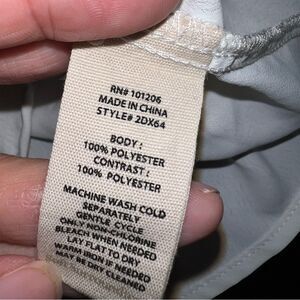 RN# 101206
MADE IN CHINA
STYLE# 2DX64
BODY:
100% POLYESTER
CONTRAST:
100% POLYESTER
MACHINE WASH COLD
SEPARATELY
GENTLE CYCLE
ONLY NON-CHLORINE
BLEACH WHEN NEEDED
LAY FLAT TO DRY
WARM IRON IF NEEDED
MAY BE DRY CLEANED